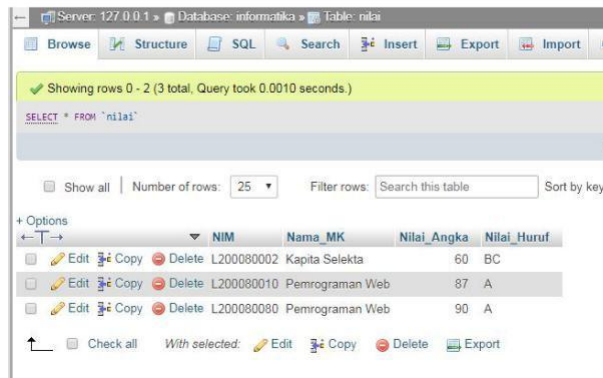 Server: 127.0.0.1 » Database: informatika » Table: nilai
Browse Structure SQL Search Insert Export Import
Showing rows 0 - 2 (3 total, Query took 0.0010 seconds.)
SELECT * FROM `nilai`
Show all Number of rows: 25 Filter rows: Search this table Sort by key
+ Options
←T→ NIM Nama_MK Nilai_Angka Nilai_Huruf
Edit Copy Delete L200080002 Kapita Selekta 60 BC
Edit Copy Delete L200080010 Pemrograman Web 87 A
Edit Copy Delete L200080080 Pemrograman Web 90 A
Check all With selected: Edit Copy Delete Export